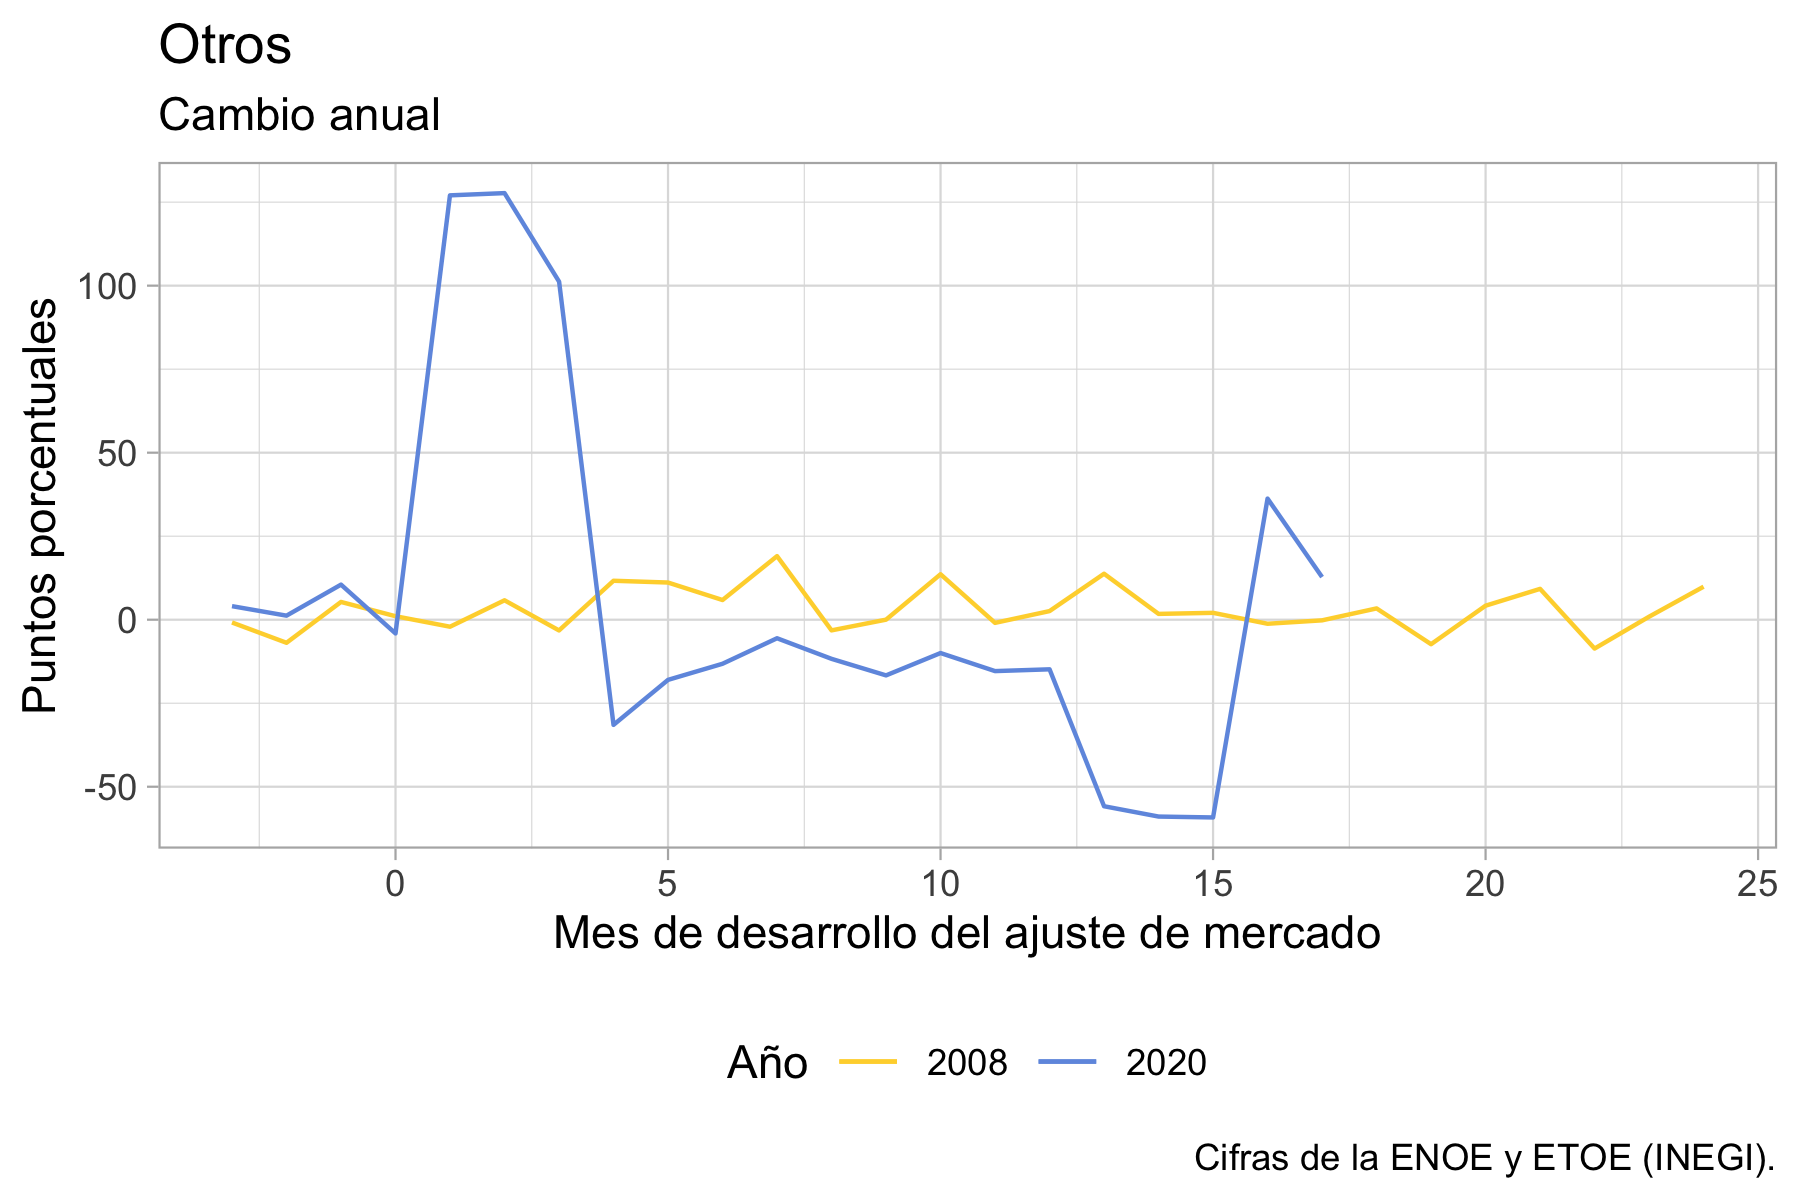 Otros
Cambio anual
Puntos porcentuales
100
50
0
-50
0 5 10 15 20 25
Mes de desarrollo del ajuste de mercado
Año 2008 2020
Cifras de la ENOE y ETOE (INEGI).